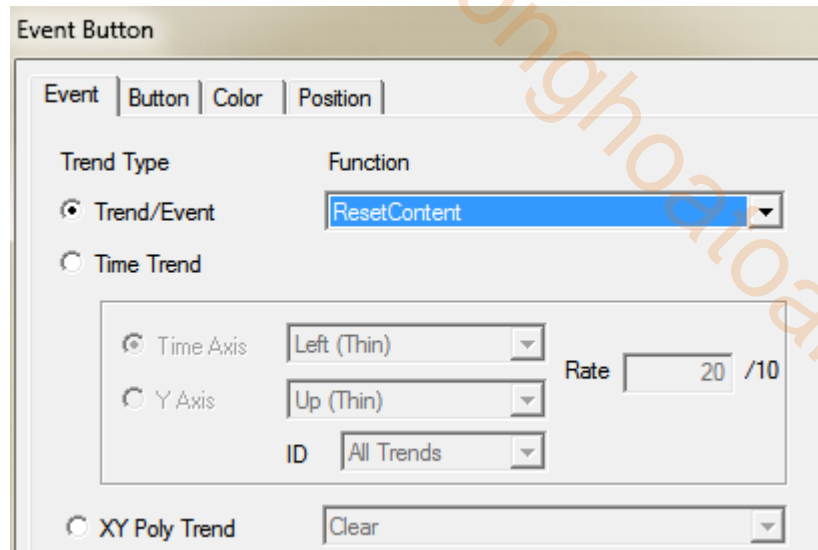 Event Button
Event Button Color Position
Trend Type Function
Trend/Event ResetContent
Time Trend
Time Axis Left (Thin) Rate 20 /10
Y Axis Up (Thin)
ID All Trends
XY Poly Trend Clear